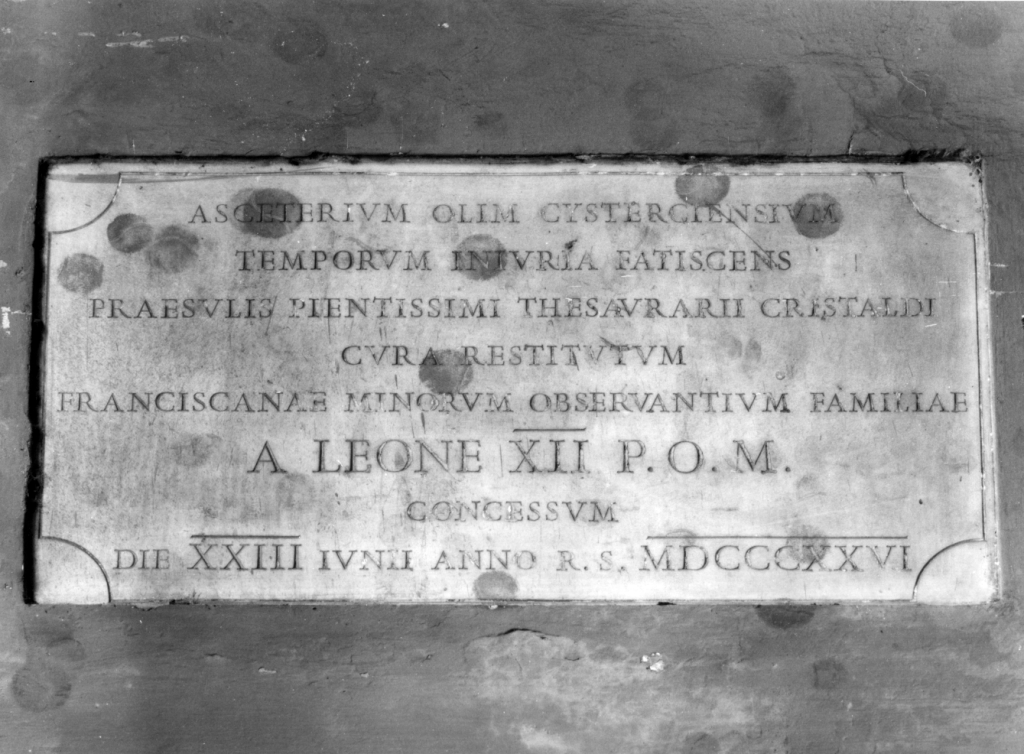 ASCETERIVM OLIM CYSTERCIENSIVM
TEMPORVM INIVRIA FATISCENS
PRAESVLIS PIENTISSIMI THESAVRARII CRISTALDI
CVRA RESTITVTVM
FRANCISCANAE MINORVM OBSERVANTIVM FAMILIAE
A LEONE XII P. O. M.
CONCESSVM
DIE XXIII IVNII ANNO R. S. MDCCCXXVI